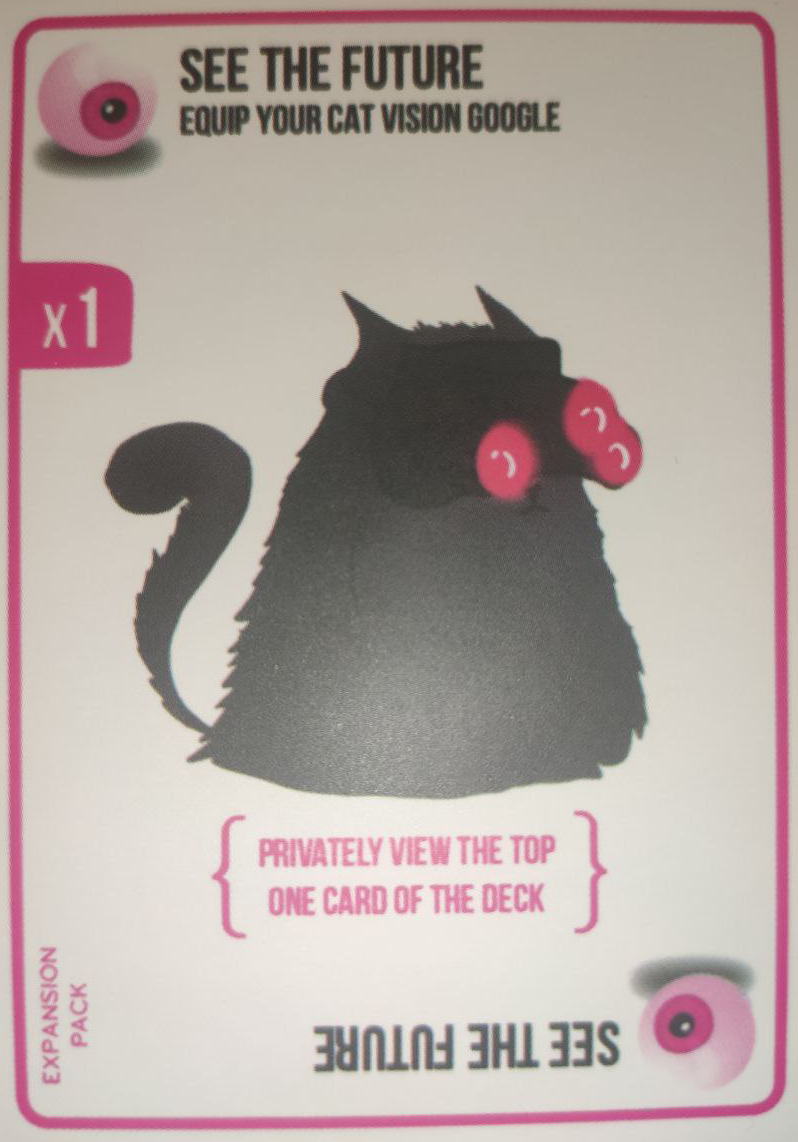 SEE THE FUTURE
EQUIP YOUR CAT VISION GOOGLE
x1
PRIVATELY VIEW THE TOP
ONE CARD OF THE DECK
EXPANSION
PACK
SEE THE FUTURE